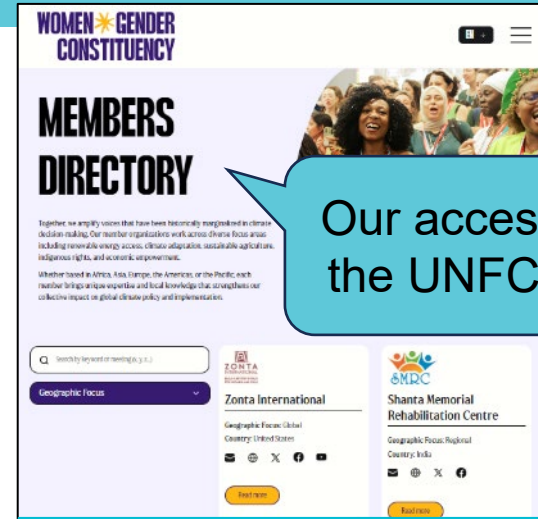 WOMEN GENDER
CONSTITUENCY
MEMBERS
DIRECTORY
Together, we amplify voices that have been historically marginalized in climate
decision-making. Our member organizations work across diverse focus areas
including renewable energy access, climate adaptation, sustainable agriculture,
indigenous rights, and economic empowerment.
Whether based in Africa, Asia, Europe, the Americas, or the Pacific, each
member brings unique expertise and local knowledge that strengthens our
collective impact on global climate policy and implementation.
Our acces
the UNFC
Search by keyword or
Geographic Focus
ZONTA
INTERNATIONAL
Zonta International
Geographic Focus: Global
Country: United States
Read more
SMRC
Shanta Memorial
Rehabilitation Centre
Geographic Focus: Regional
Country: India
Read more